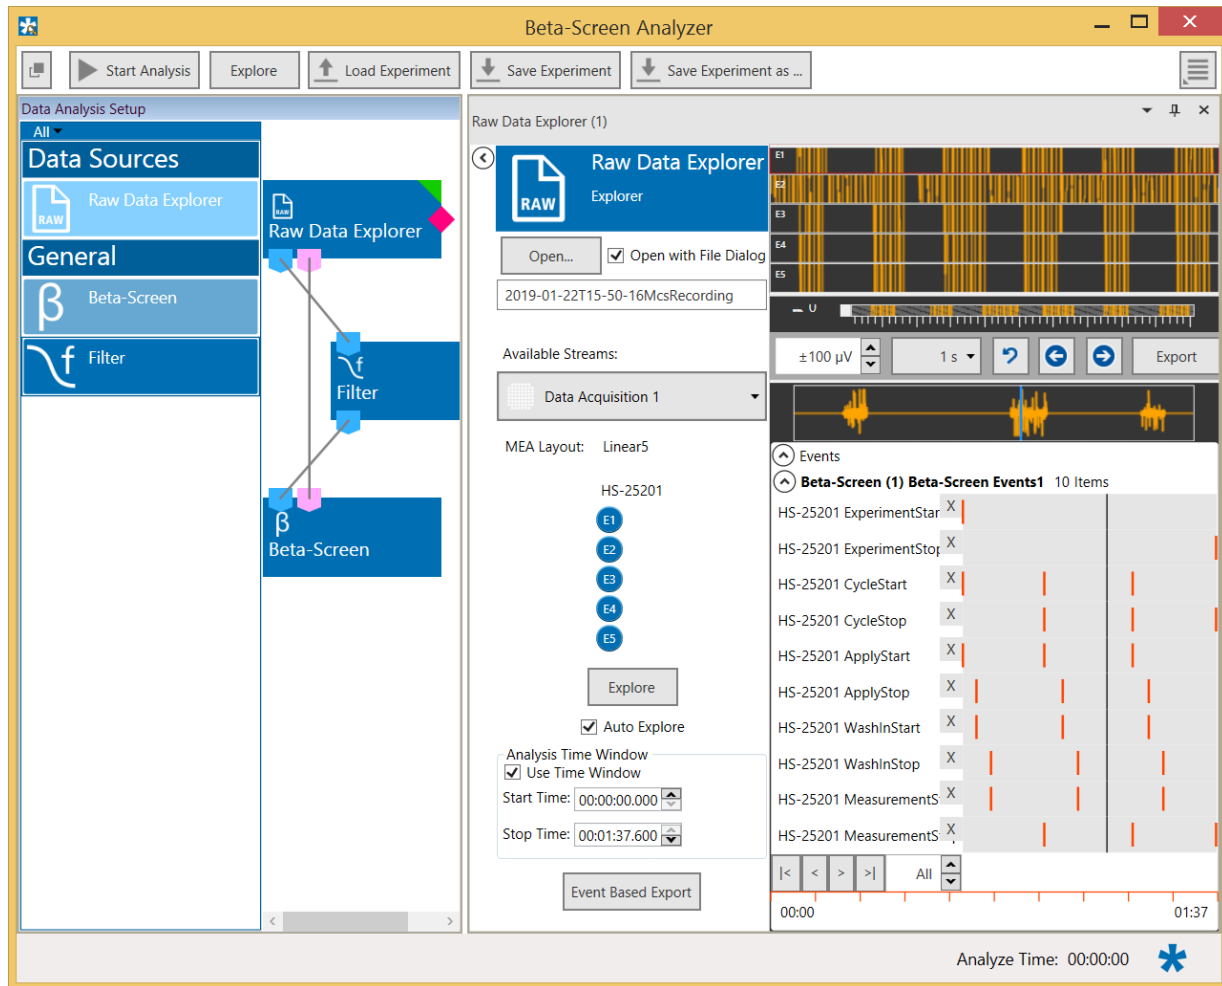 Beta-Screen Analyzer
Start Analysis
Explore
Load Experiment
Save Experiment
Save Experiment as ...
Data Analysis Setup
All
Data Sources
RAW
Raw Data Explorer
General
β
Beta-Screen
f
Filter
RAW
Raw Data Explorer
f
Filter
β
Beta-Screen
Raw Data Explorer (1)
RAW
Raw Data Explorer
Explorer
Open...
Open with File Dialog
2019-01-22T15-50-16McsRecording
Available Streams:
Data Acquisition 1
MEA Layout: Linear5
HS-25201
E1
E2
E3
E4
E5
Explore
Auto Explore
Analysis Time Window
Use Time Window
Start Time: 00:00:00.000
Stop Time: 00:01:37.600
Event Based Export
E1
E2
E3
E4
E5
±100 µV
1 s
Export
Events
Beta-Screen (1) Beta-Screen Events1 10 Items
HS-25201 ExperimentStar X
HS-25201 ExperimentStop X
HS-25201 CycleStart X
HS-25201 CycleStop X
HS-25201 ApplyStart X
HS-25201 ApplyStop X
HS-25201 WashInStart X
HS-25201 WashInStop X
HS-25201 MeasurementS X
HS-25201 MeasurementS X
|< < > >| All
00:00 01:37
Analyze Time: 00:00:00